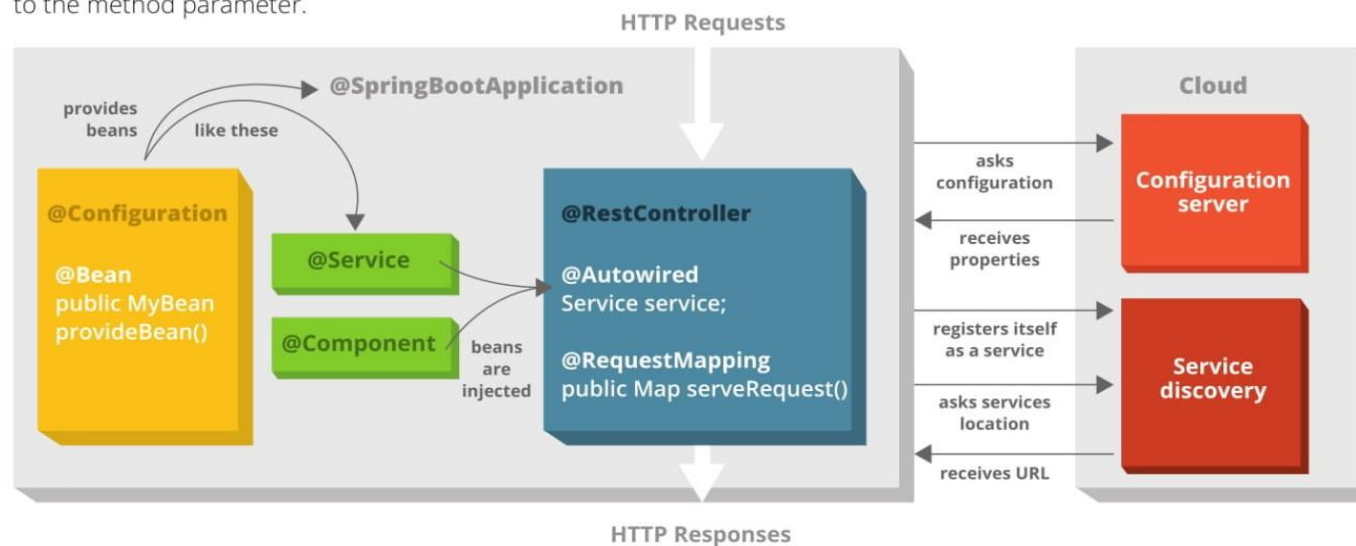 to the method parameter.
HTTP Requests
@SpringBootApplication
provides
beans
like these
@Configuration
@Bean
public MyBean
provideBean()
@Service
@Component
beans
are
injected
@RestController
@Autowired
Service service;
@RequestMapping
public Map serveRequest()
HTTP Responses
asks
configuration
receives
properties
registers itself
as a service
asks services
location
receives URL
Cloud
Configuration
server
Service
discovery